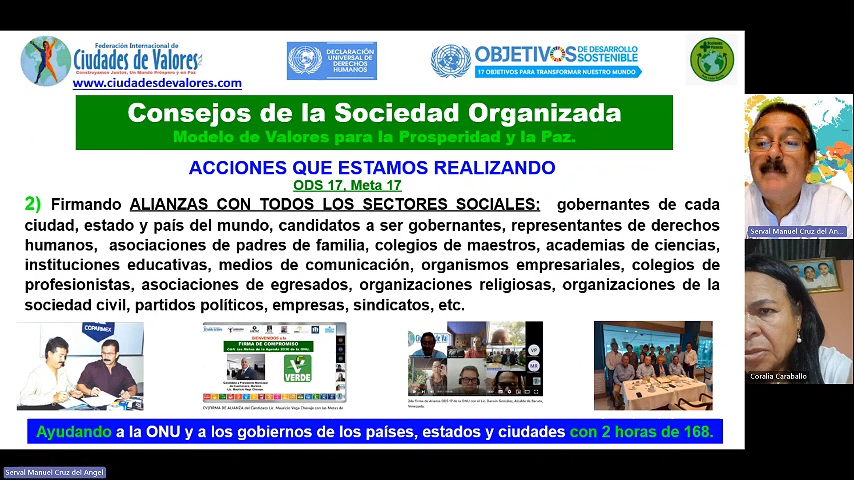 Federación Internacional de
Ciudades de Valores
Construyamos Juntos, Un Mundo Próspero y en Paz
www.ciudadesdevalores.com
DECLARACIÓN
UNIVERSAL DE
DERECHOS
HUMANOS
OBJETIVOS DE DESARROLLO
SOSTENIBLE
17 OBJETIVOS PARA TRANSFORMAR NUESTRO MUNDO
Consejos de la Sociedad Organizada
Modelo de Valores para la Prosperidad y la Paz.
ACCIONES QUE ESTAMOS REALIZANDO
ODS 17, Meta 17
2) Firmando ALIANZAS CON TODOS LOS SECTORES SOCIALES: gobernantes de cada
ciudad, estado y país del mundo, candidatos a ser gobernantes, representantes de derechos
humanos, asociaciones de padres de familia, colegios de maestros, academias de ciencias,
instituciones educativas, medios de comunicación, organismos empresariales, colegios de
profesionistas, asociaciones de egresados, organizaciones religiosas, organizaciones de la
sociedad civil, partidos políticos, empresas, sindicatos, etc.
COPARMEX
BIENVENIDOS a la
FIRMA DE COMPROMISO
VERDE
VP
MR
Ayudando a la ONU y a los gobiernos de los países, estados y ciudades con 2 horas de 168.
Serval Manuel Cruz del An...
Coralia Caraballo
Serval Manuel Cruz del Angel